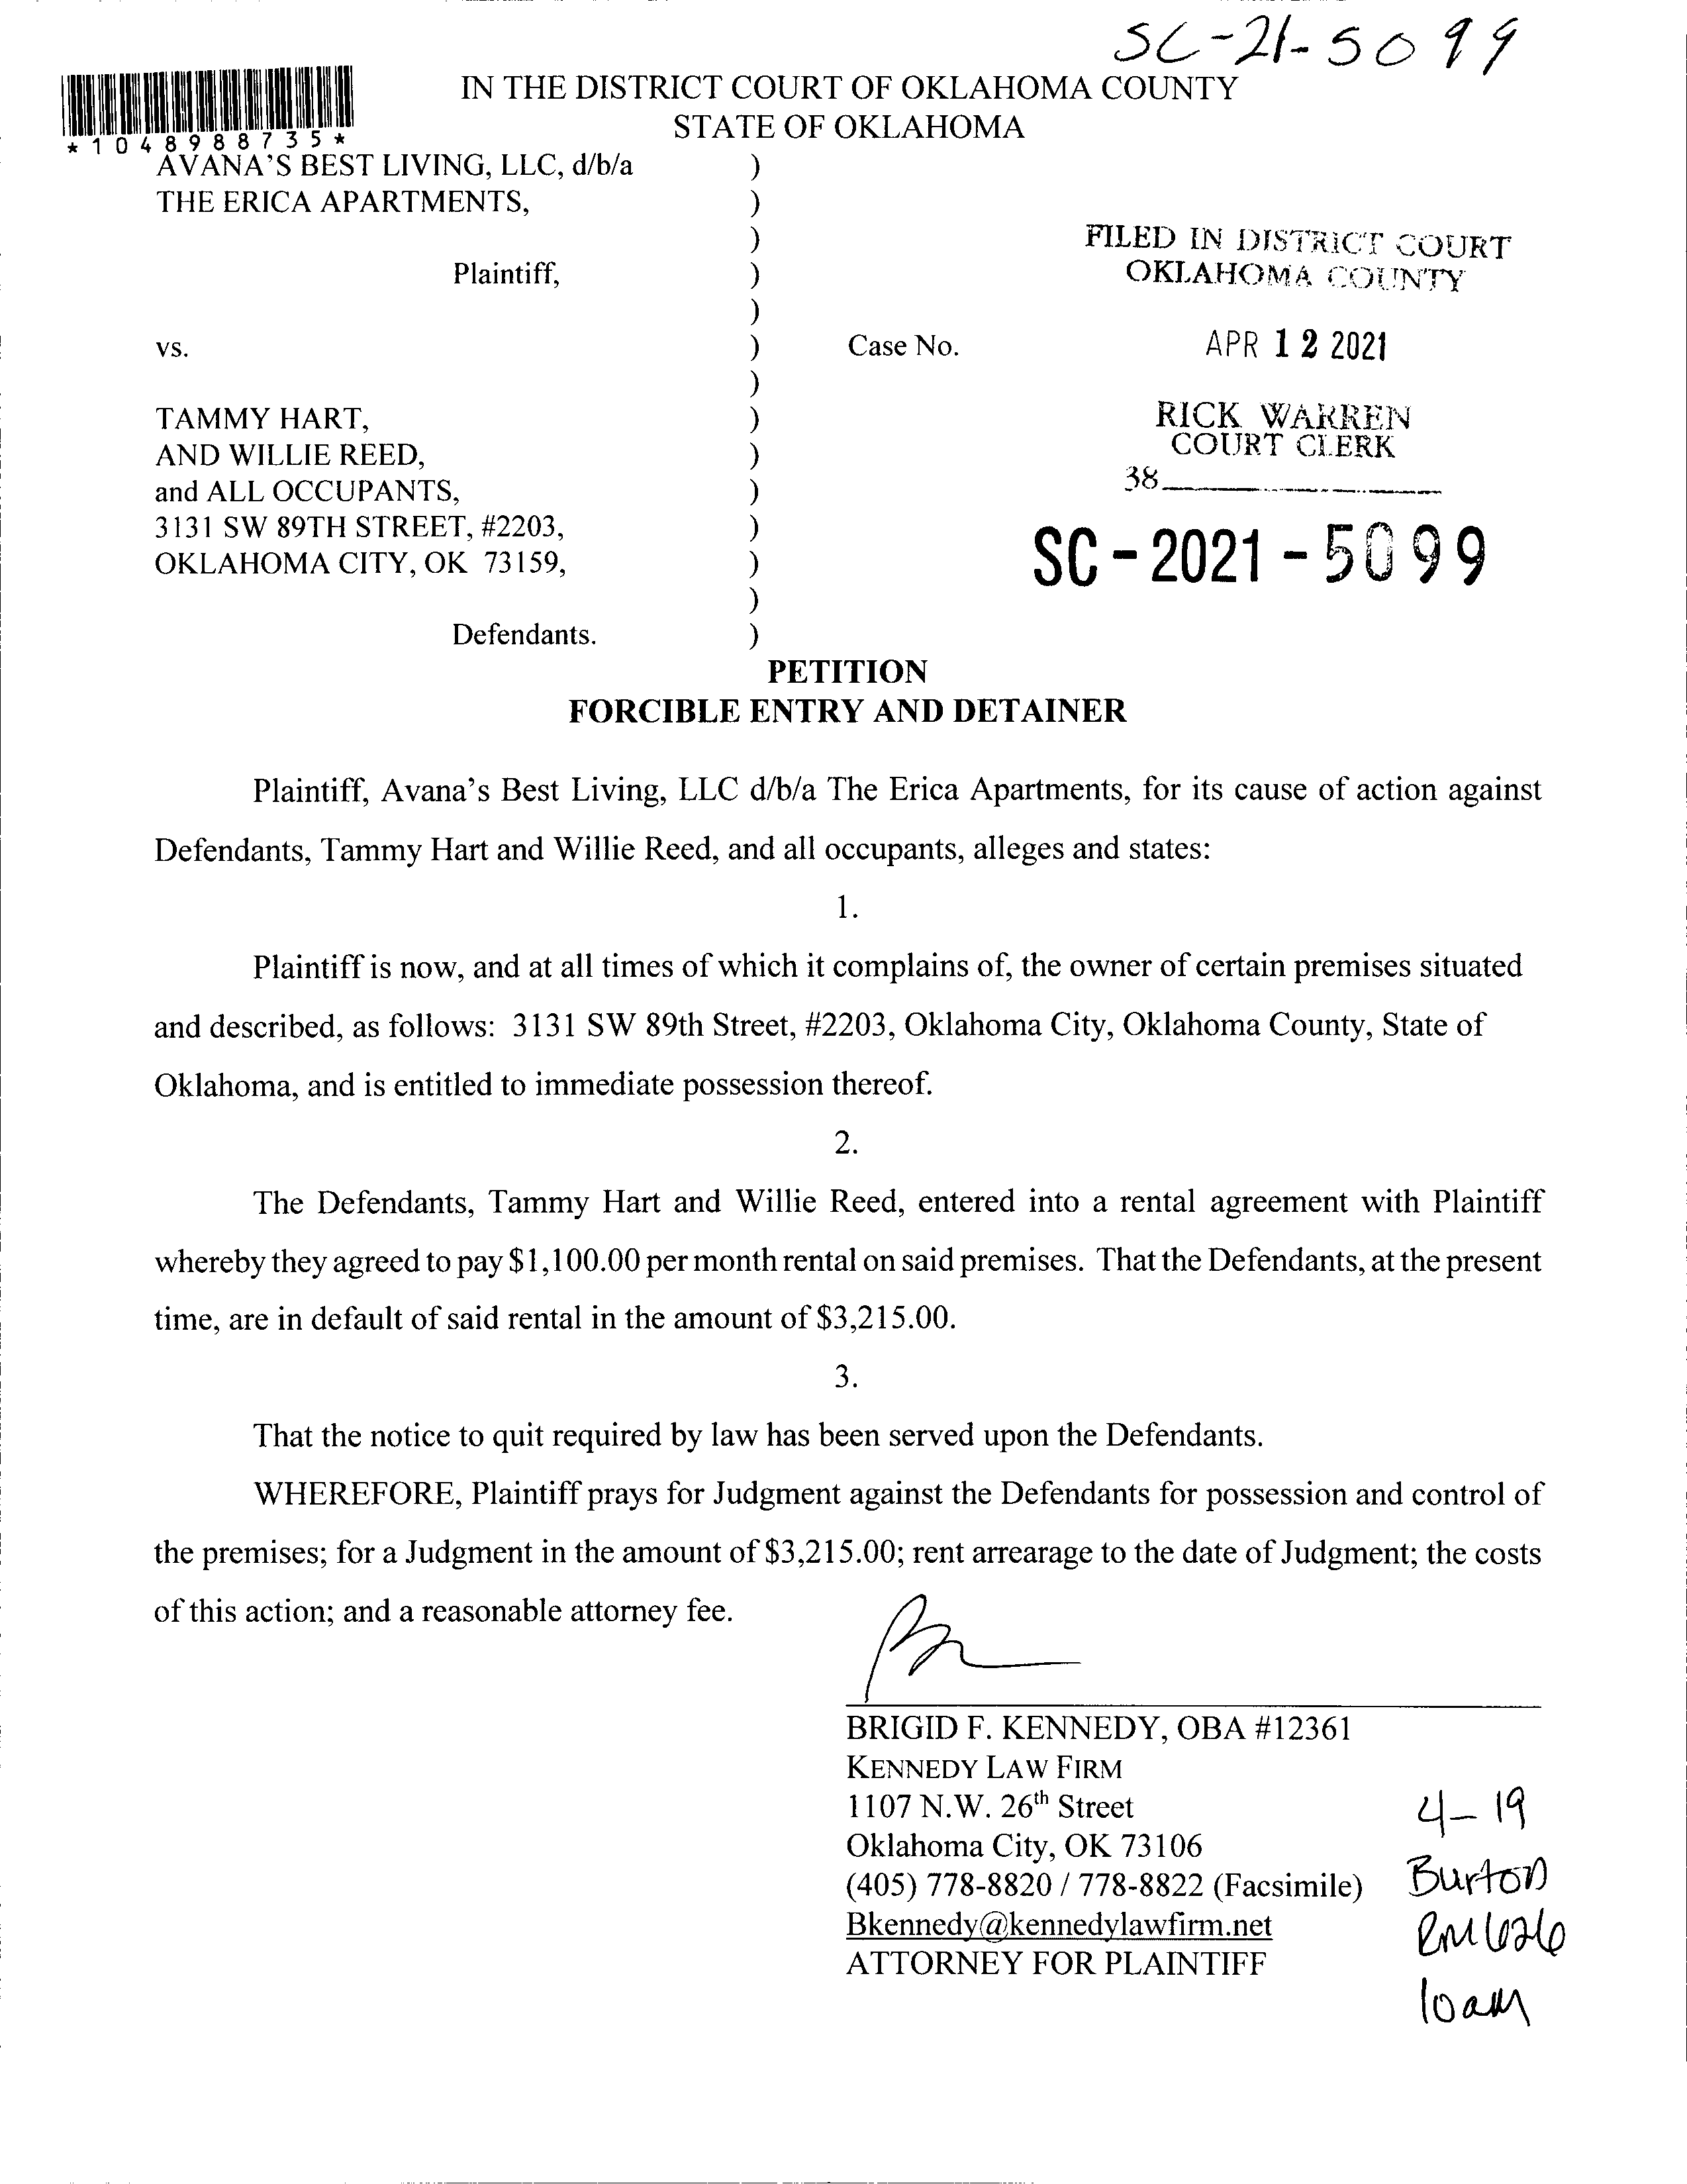 SC-21-5099
IN THE DISTRICT COURT OF OKLAHOMA COUNTY
STATE OF OKLAHOMA
*1048988735*
AVANA'S BEST LIVING, LLC, d/b/a )
THE ERICA APARTMENTS, )
)
FILED IN DISTRICT COURT
OKLAHOMA COUNTY
Plaintiff, )
)
vs. ) Case No. APR 12 2021
)
TAMMY HART, ) RICK WARREN
AND WILLIE REED, ) COURT CLERK
and ALL OCCUPANTS, ) 38
3131 SW 89TH STREET, #2203, )
OKLAHOMA CITY, OK 73159, ) SC-2021-5099
)
Defendants. )
PETITION
FORCIBLE ENTRY AND DETAINER
Plaintiff, Avana's Best Living, LLC d/b/a The Erica Apartments, for its cause of action against
Defendants, Tammy Hart and Willie Reed, and all occupants, alleges and states:
1.
Plaintiff is now, and at all times of which it complains of, the owner of certain premises situated
and described, as follows: 3131 SW 89th Street, #2203, Oklahoma City, Oklahoma County, State of
Oklahoma, and is entitled to immediate possession thereof.
2.
The Defendants, Tammy Hart and Willie Reed, entered into a rental agreement with Plaintiff
whereby they agreed to pay $1,100.00 per month rental on said premises. That the Defendants, at the present
time, are in default of said rental in the amount of $3,215.00.
3.
That the notice to quit required by law has been served upon the Defendants.
WHEREFORE, Plaintiff prays for Judgment against the Defendants for possession and control of
the premises; for a Judgment in the amount of $3,215.00; rent arrearage to the date of Judgment; the costs
of this action; and a reasonable attorney fee.
BRIGID F. KENNEDY, OBA #12361
KENNEDY LAW FIRM
1107 N.W. 26th Street
Oklahoma City, OK 73106
(405) 778-8820 / 778-8822 (Facsimile)
Bkennedy@kennedylawfirm.net
ATTORNEY FOR PLAINTIFF
4-19
Burton
Rm 626
10am